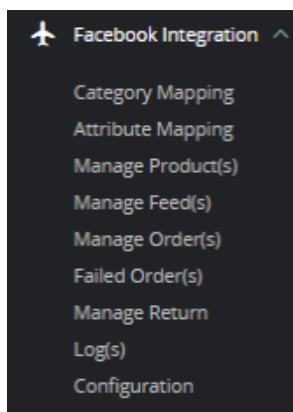 Facebook Integration
Category Mapping
Attribute Mapping
Manage Product(s)
Manage Feed(s)
Manage Order(s)
Failed Order(s)
Manage Return
Log(s)
Configuration